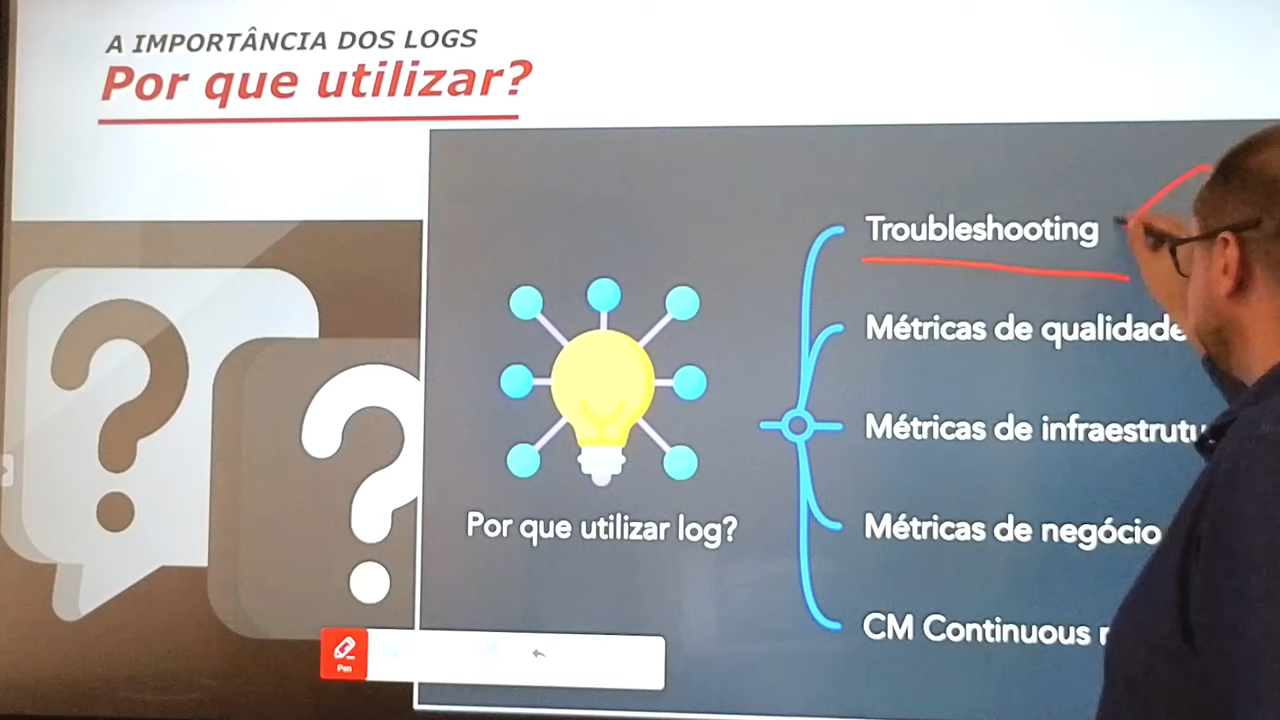 A IMPORTÂNCIA DOS LOGS
Por que utilizar?
Troubleshooting
Métricas de qualidade
Métricas de
Por que utilizar log?
Métricas de negócio
CM Continuous
Pen